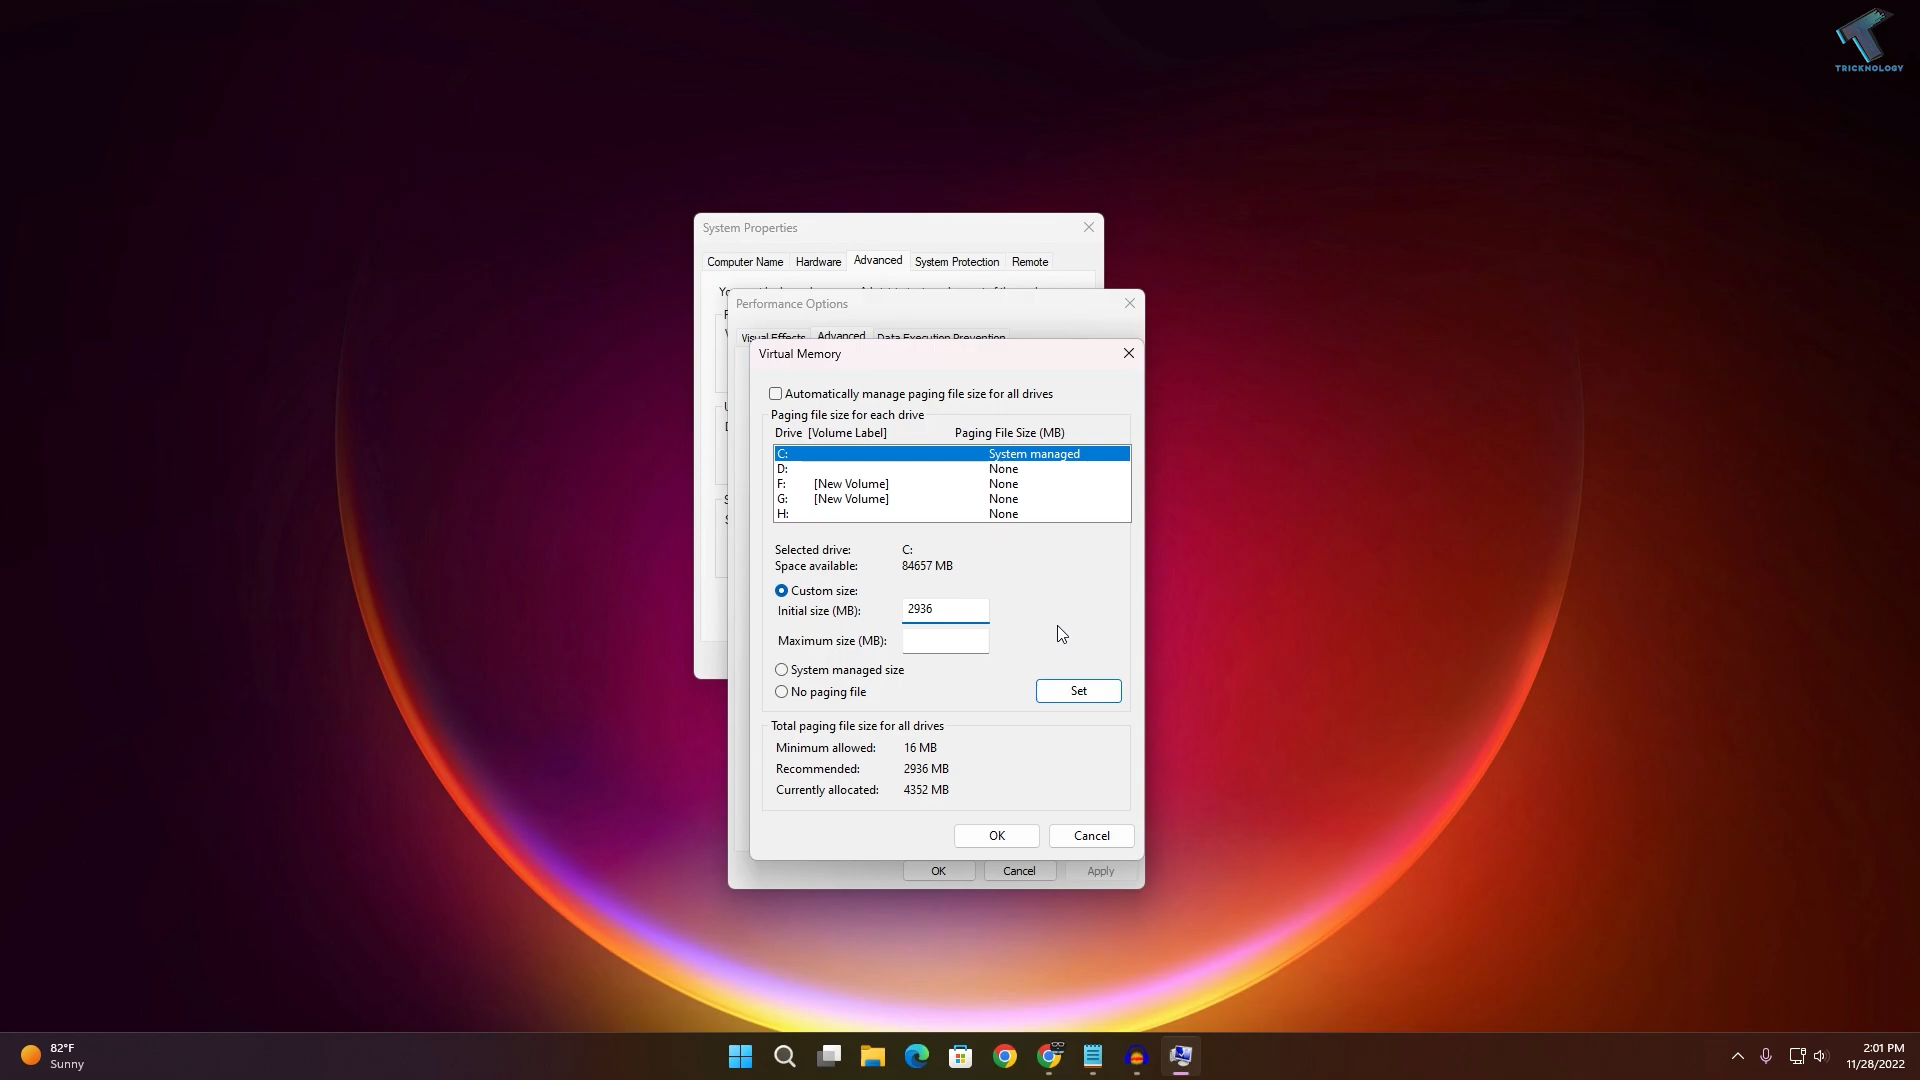 TRICKNOLOGY
System Properties
Computer Name Hardware Advanced System Protection Remote
Performance Options
Visual Effects Advanced Data Execution Prevention
Virtual Memory
Automatically manage paging file size for all drives
Paging file size for each drive
Drive [Volume Label] Paging File Size (MB)
C: System managed
D: None
F: [New Volume] None
G: [New Volume] None
H: None
Selected drive: C:
Space available: 84657 MB
Custom size:
Initial size (MB): 2936
Maximum size (MB):
System managed size
No paging file Set
Total paging file size for all drives
Minimum allowed: 16 MB
Recommended: 2936 MB
Currently allocated: 4352 MB
OK Cancel
OK Cancel Apply
82°F
Sunny
2:01 PM
11/28/2022